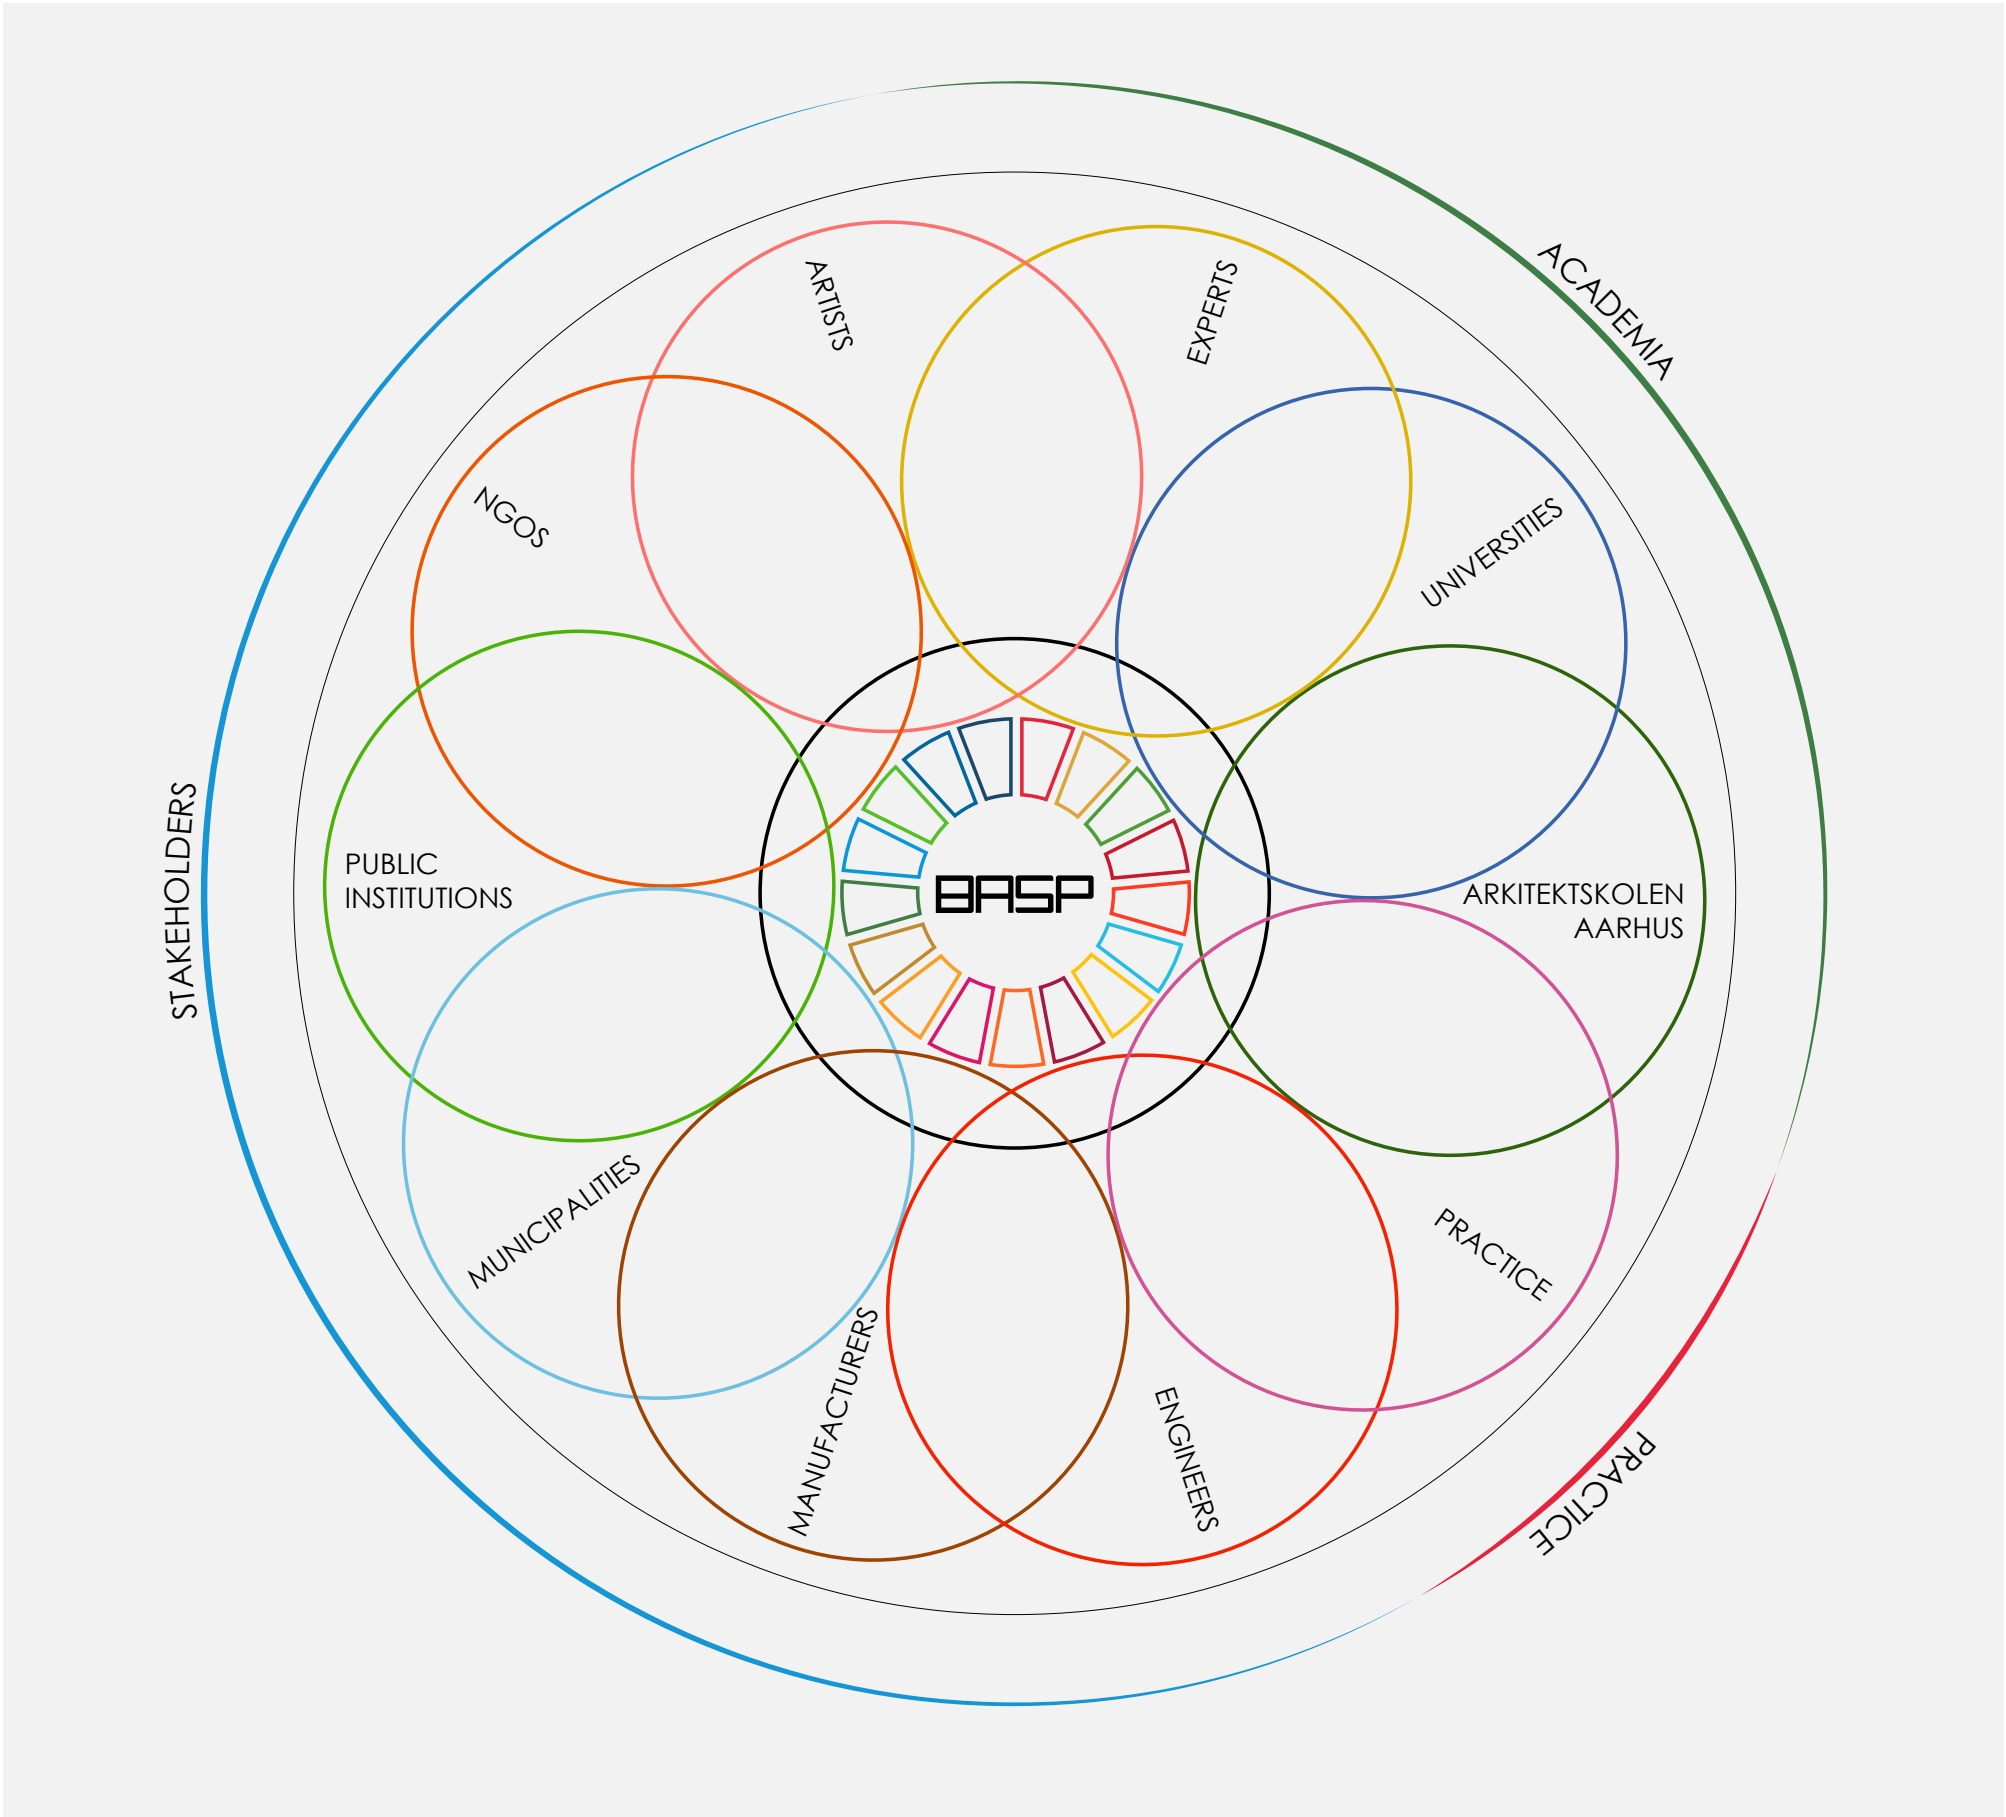 ACADEMIA
ARTISTS
EXPERTS
NGOS
UNIVERSITIES
STAKEHOLDERS
PUBLIC
INSTITUTIONS
BASP
ARKITEKTSKOLEN
AARHUS
MUNICIPALITIES
PRACTICE
MANUFACTURERS
ENGINEERS
PRACTICE